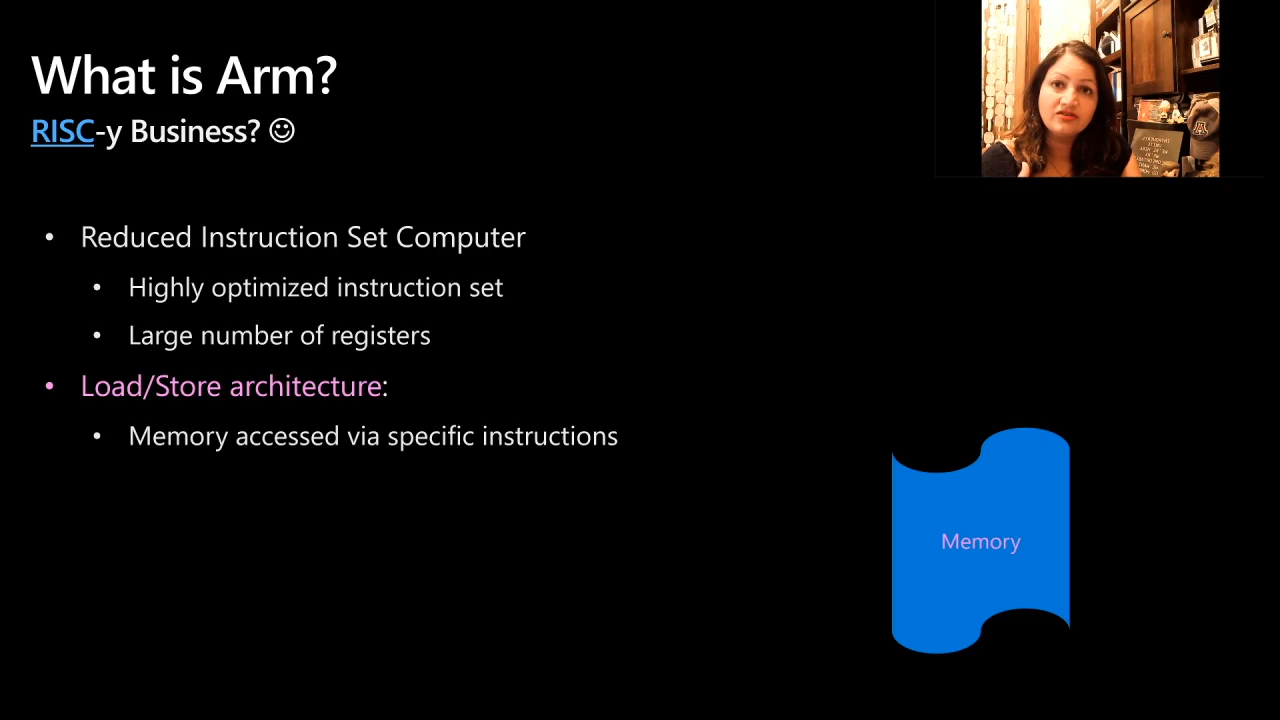 What is Arm?
RISC-y Business? ☺
• Reduced Instruction Set Computer
• Highly optimized instruction set
• Large number of registers
• Load/Store architecture:
• Memory accessed via specific instructions
Memory
A